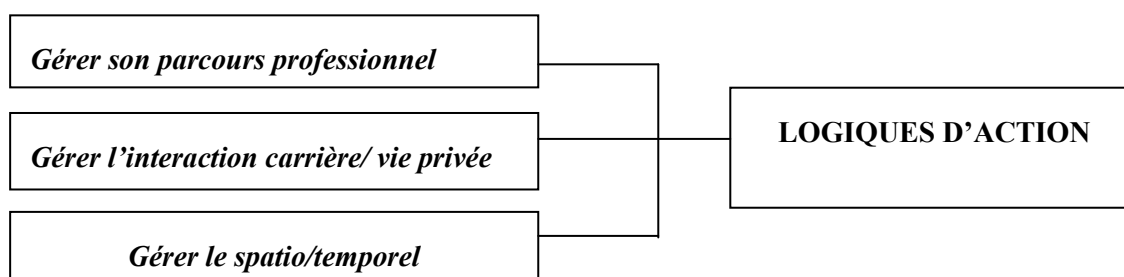 Gérer son parcours professionnel
Gérer l’interaction carrière/ vie privée
LOGIQUES D’ACTION
Gérer le spatio/temporel